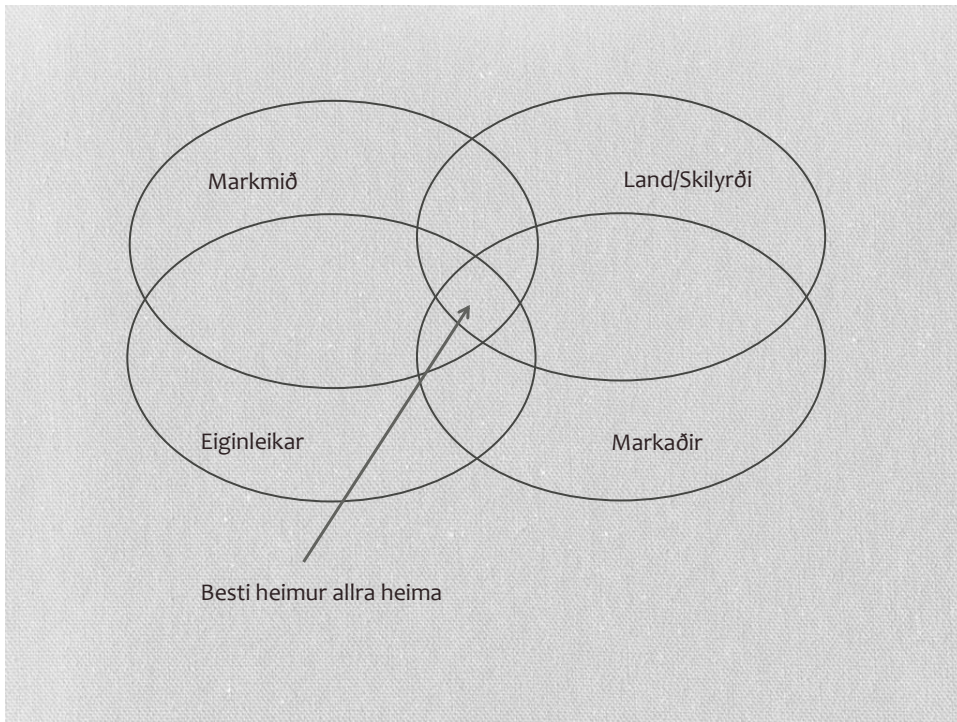 Markmið
Land/Skilyrði
Eiginleikar
Markaðir
Besti heimur allra heima